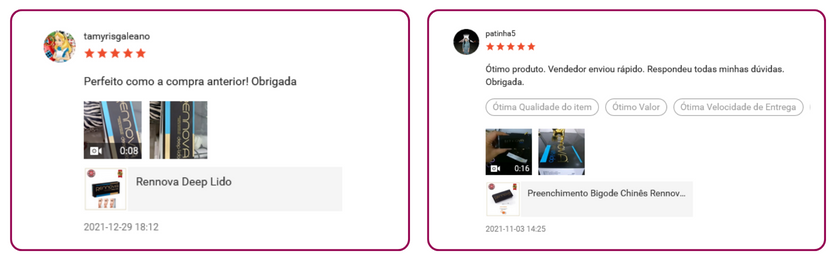 tamyrisgaleano
Perfeito como a compra anterior! Obrigada
0:08
Rennova Deep Lido
2021-12-29 18:12
patinha5
Ótimo produto. Vendedor enviou rápido. Respondeu todas minhas dúvidas.
Obrigada.
Ótima Qualidade do item
Ótimo Valor
Ótima Velocidade de Entrega
0:16
Preenchimento Bigode Chinês Rennov...
2021-11-03 14:25